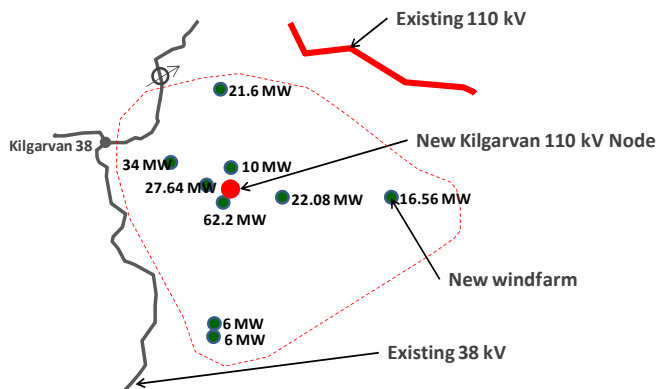 Existing 110 kV
21.6 MW
Kilgarvan 38
New Kilgarvan 110 kV Node
34 MW
10 MW
27.64 MW
22.08 MW
16.56 MW
62.2 MW
New windfarm
6 MW
6 MW
Existing 38 kV